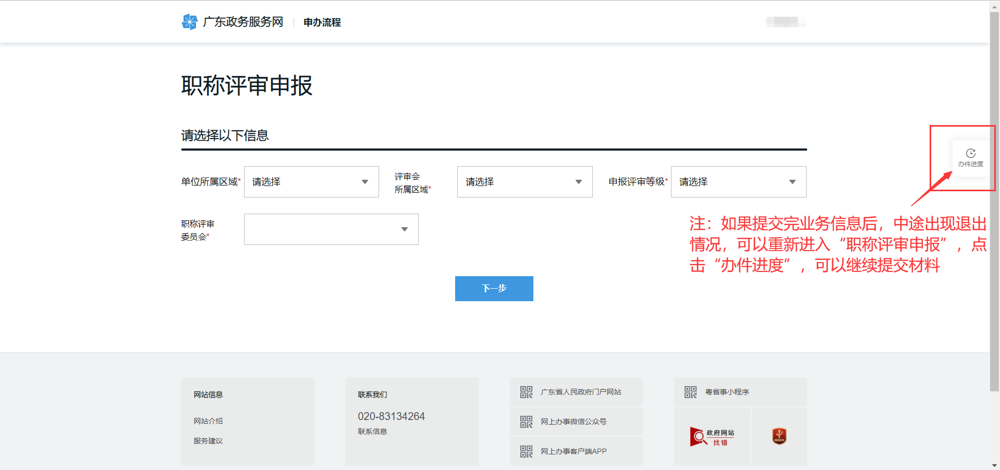 广东政务服务网
申办流程
职称评审申报
请选择以下信息
单位所属区域*
请选择
评审会
所属区域*
请选择
申报评审等级*
请选择
职称评审
委员会*
下一步
办件进度
注：如果提交完业务信息后，中途出现退出
情况，可以重新进入“职称评审申报”，点
击“办件进度”，可以继续提交材料
网站信息
网站介绍
服务建议
联系我们
020-83134264
联系信息
广东省人民政府门户网站
网上办事微信公众号
网上办事客户端APP
粤省事小程序
政府网站
找错